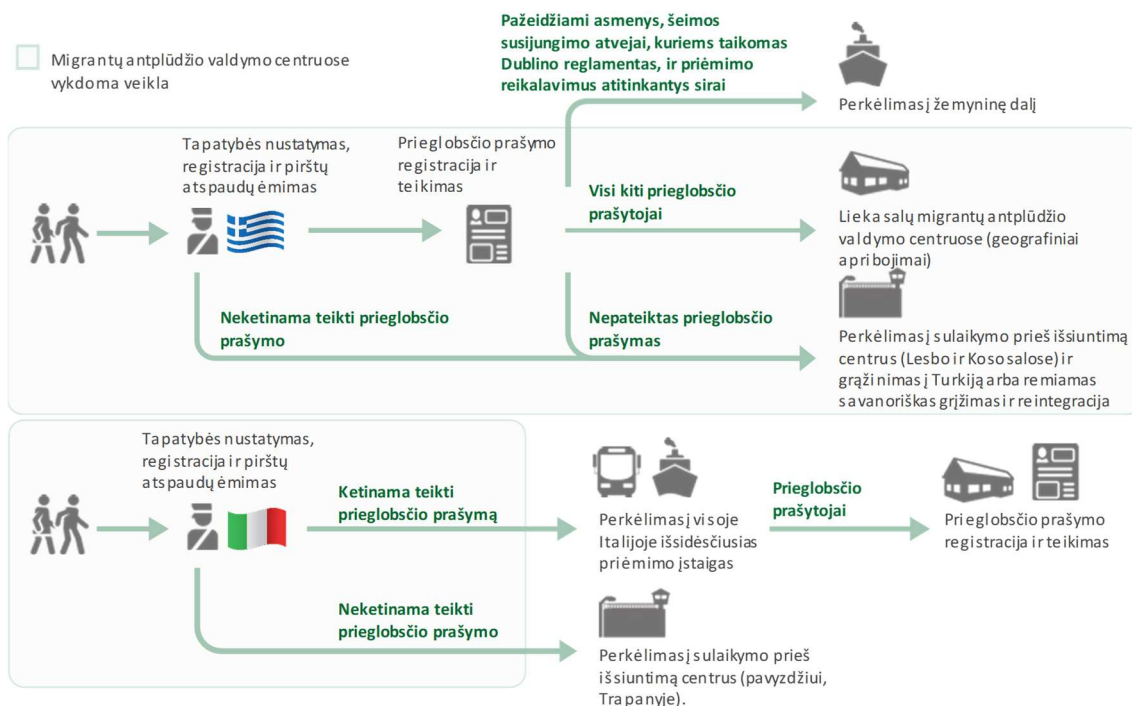 Migrantų antplūdžio valdymo centruose
vykdoma veikla
Pažeidžiami asmenys, šeimos
susijungimo atvejai, kuriems taikomas
Dublino reglamentas, ir priėmimo
reikalavimus atitinkantys sirai
Perkėlimas į žemyninę dalį
Tapatybės nustatymas,
registracija ir pirštų
atspaudų ėmimas
Prieglobsčio prašymo
registracija ir
teikimas
Visi kiti prieglobsčio
prašytojai
Lieka salų migrantų antplūdžio
valdymo centruose (geografiniai
apribojimai)
Neketinama teikti prieglobsčio
prašymo
Nepateiktas prieglobsčio
prašymas
Perkėlimas į sulaikymo prieš išsiuntimą
centrus (Lesbo ir Koso salose) ir
grąžinimas į Turkiją arba remiamas
savanoriškas grįžimas ir reintegracija
Tapatybės nustatymas,
registracija ir pirštų
atspaudų ėmimas
Ketinama teikti
prieglobsčio prašymą
Perkėlimas į visoje
Italijoje išsidėsčiusias
priėmimo įstaigas
Prieglobsčio
prašytojai
Prieglobsčio prašymo
registracija ir teikimas
Neketinama teikti
prieglobsčio prašymo
Perkėlimas į sulaikymo prieš
išsiuntimą centrus (pavyzdžiui,
Trapanyje).